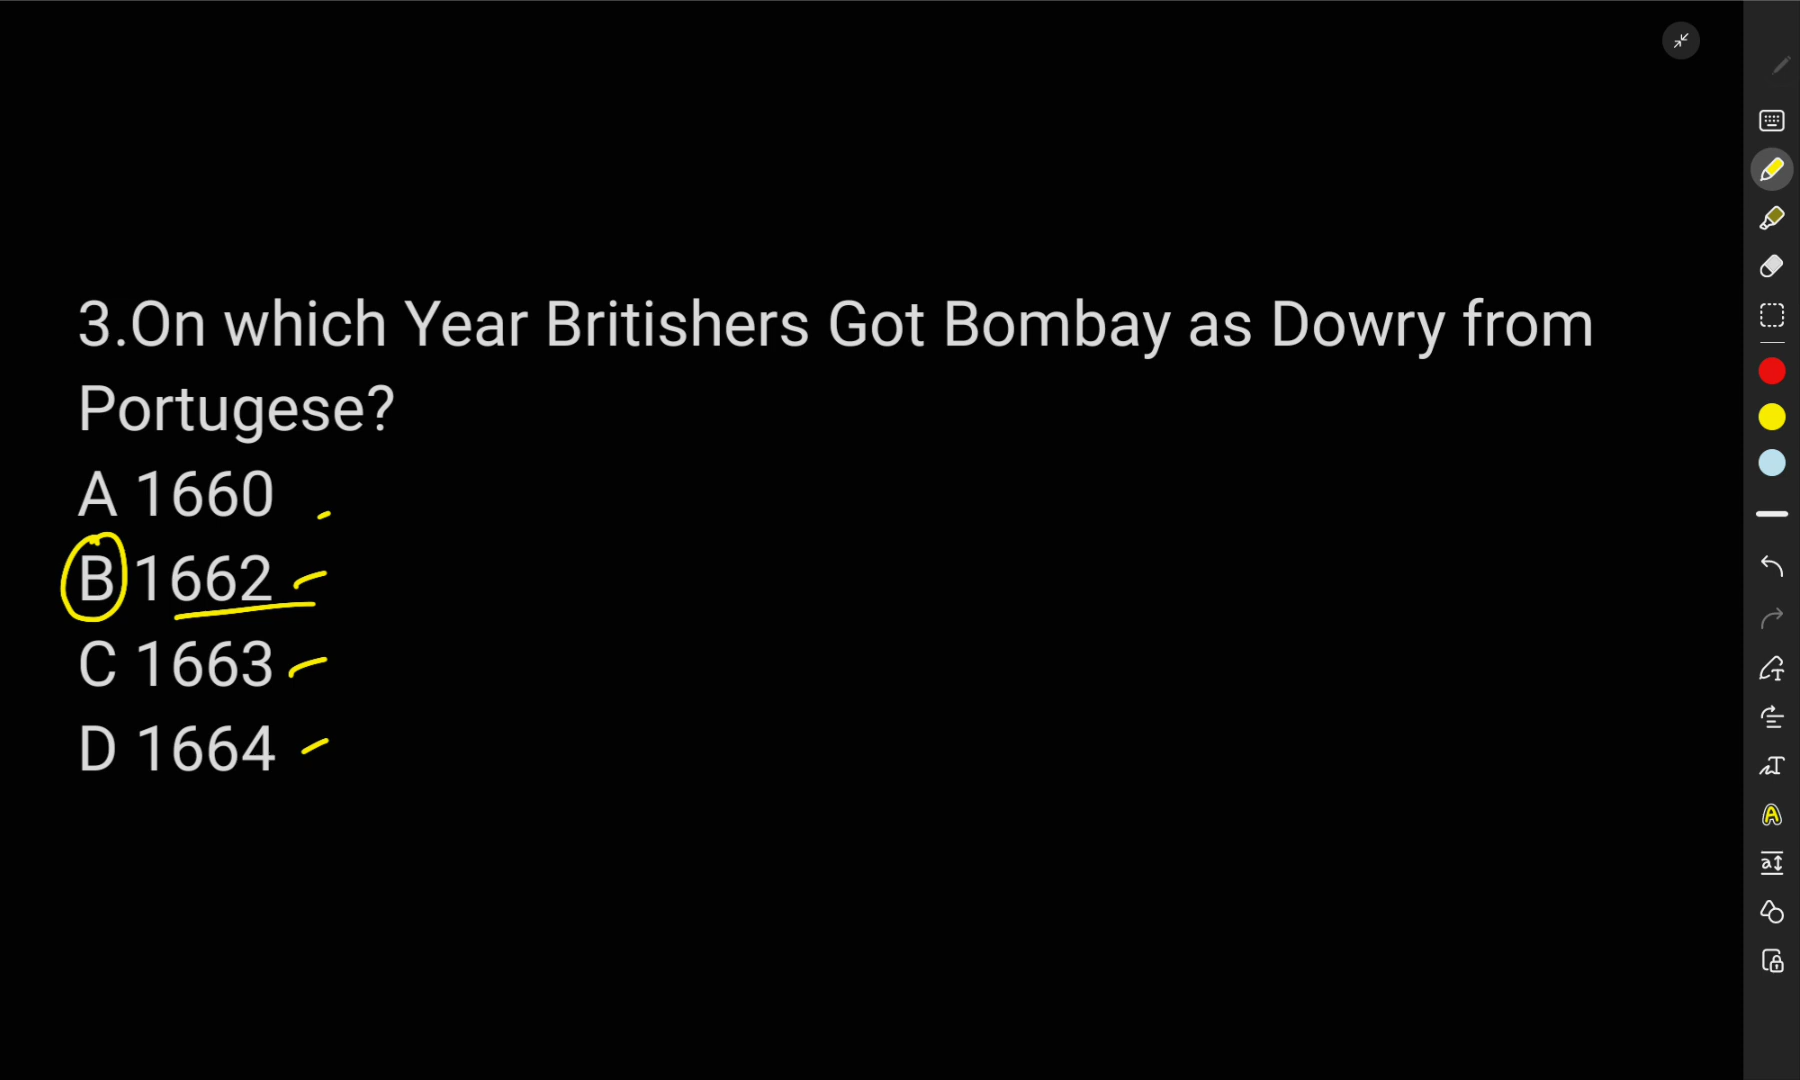 3.On which Year Britishers Got Bombay as Dowry from
Portugese?
A 1660
B 1662
C 1663
D 1664